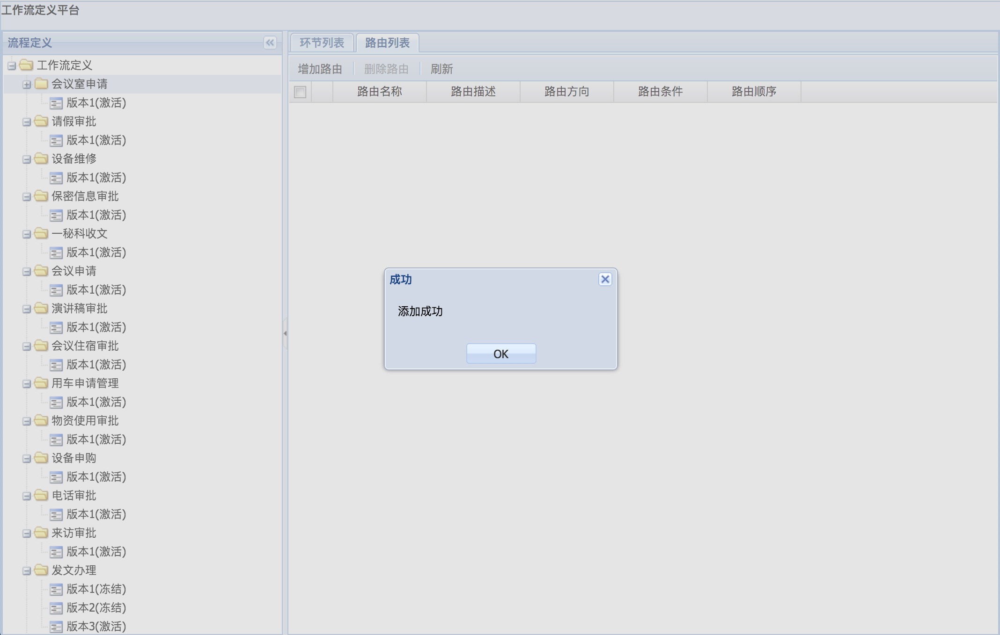 工作流定义平台
流程定义
工作流定义
会议室申请
版本1(激活)
请假审批
版本1(激活)
设备维修
版本1(激活)
保密信息审批
版本1(激活)
一秘科收文
版本1(激活)
会议申请
版本1(激活)
演讲稿审批
版本1(激活)
会议住宿审批
版本1(激活)
用车申请管理
版本1(激活)
物资使用审批
版本1(激活)
设备申购
版本1(激活)
电话审批
版本1(激活)
来访审批
版本1(激活)
发文办理
版本1(冻结)
版本2(冻结)
版本3(激活)
环节列表 路由列表
增加路由 删除路由 刷新
路由名称 路由描述 路由方向 路由条件 路由顺序
成功
添加成功
OK